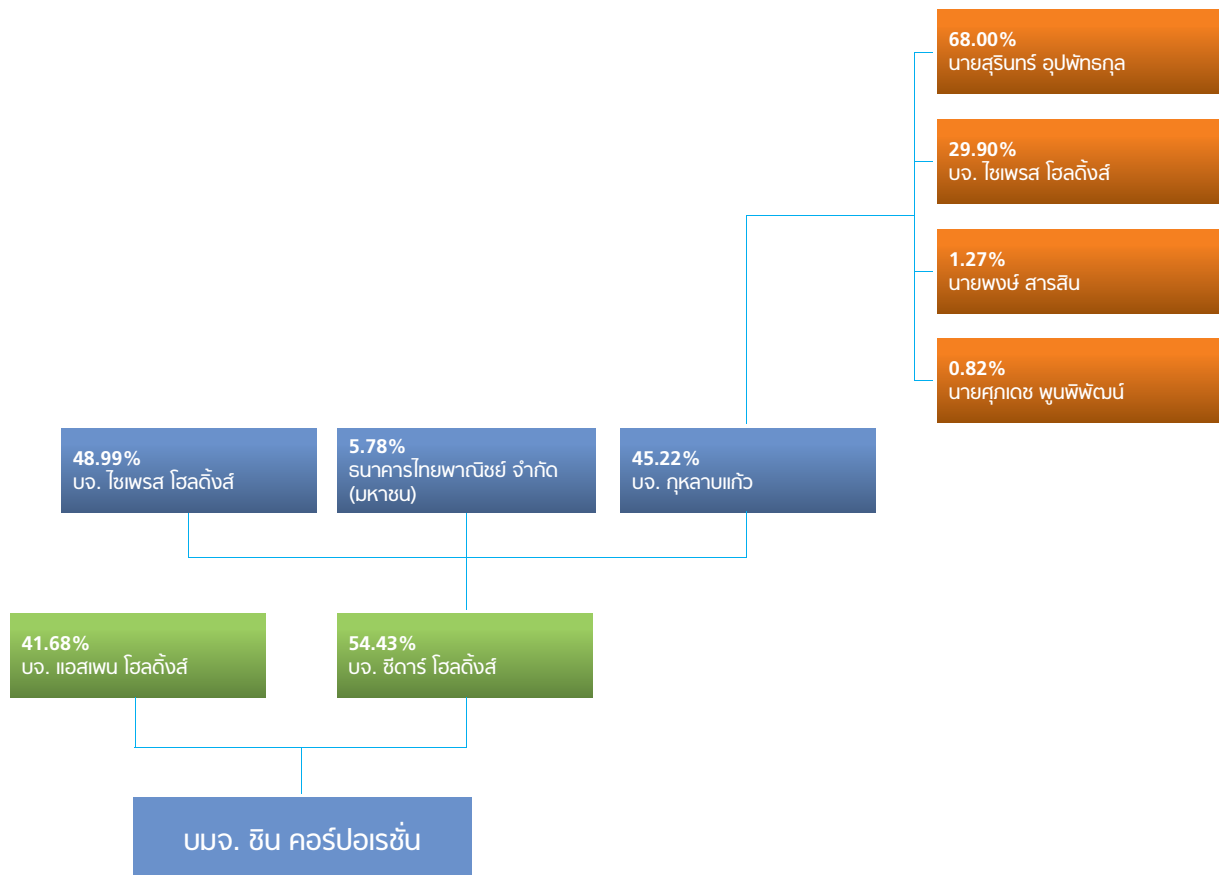 68.00%
นายสุรินทร์ อุปพัทธกุล
29.90%
บจ. ไซเพรส โฮลดิ้งส์
1.27%
นายพงษ์ สารสิน
0.82%
นายศุภเดช พูนพิพัฒน์
48.99%
บจ. ไซเพรส โฮลดิ้งส์
5.78%
ธนาคารไทยพาณิชย์ จำกัด
(มหาชน)
45.22%
บจ. กุหลาบแก้ว
41.68%
บจ. แอสเพน โฮลดิ้งส์
54.43%
บจ. ซีดาร์ โฮลดิ้งส์
บมจ. ชิน คอร์ปอเรชั่น